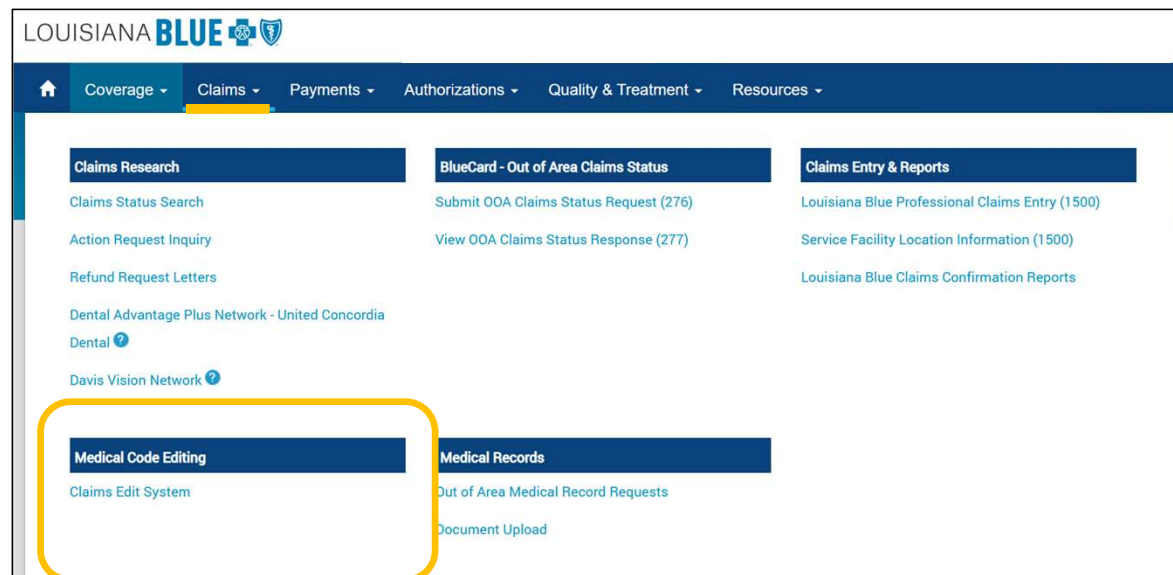 LOUISIANA BLUE
Coverage Claims Payments Authorizations Quality & Treatment Resources
Claims Research
Claims Status Search
Action Request Inquiry
Refund Request Letters
Dental Advantage Plus Network - United Concordia
Dental ?
Davis Vision Network ?
BlueCard - Out of Area Claims Status
Submit OOA Claims Status Request (276)
View OOA Claims Status Response (277)
Claims Entry & Reports
Louisiana Blue Professional Claims Entry (1500)
Service Facility Location Information (1500)
Louisiana Blue Claims Confirmation Reports
Medical Code Editing
Claims Edit System
Medical Records
Out of Area Medical Record Requests
Document Upload